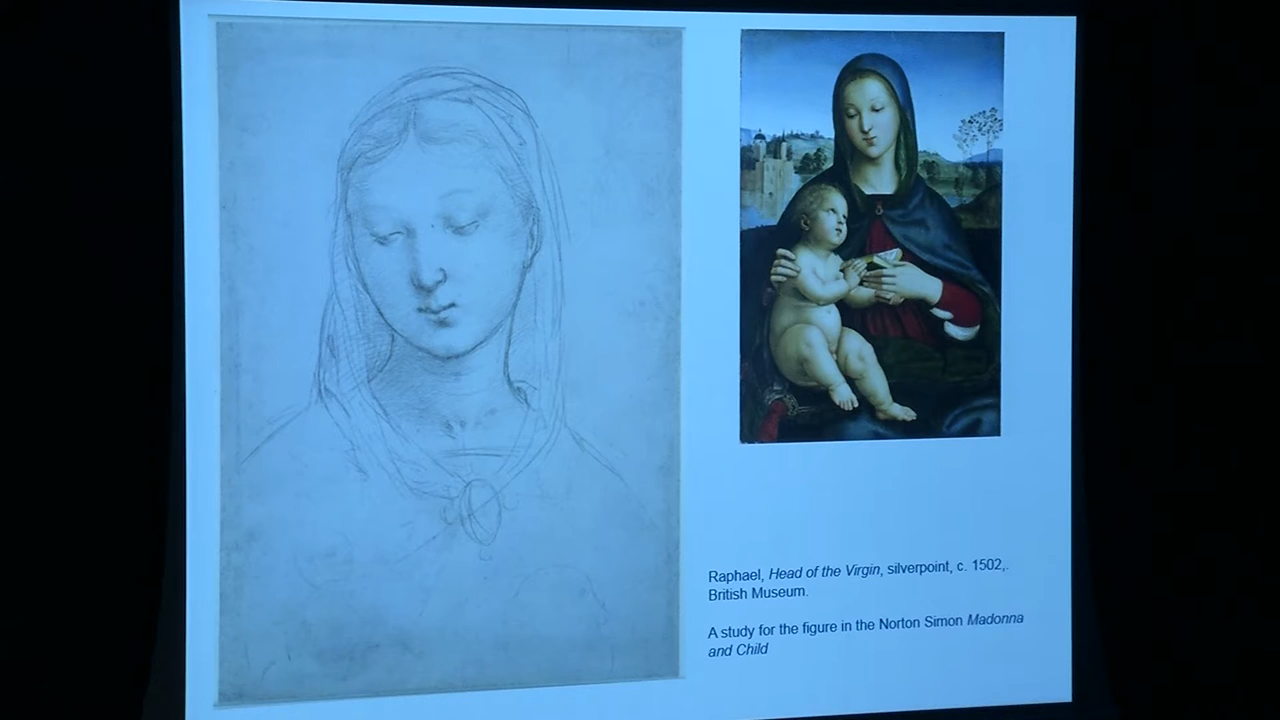 Raphael, Head of the Virgin, silverpoint, c. 1502,.
British Museum.
A study for the figure in the Norton Simon Madonna
and Child